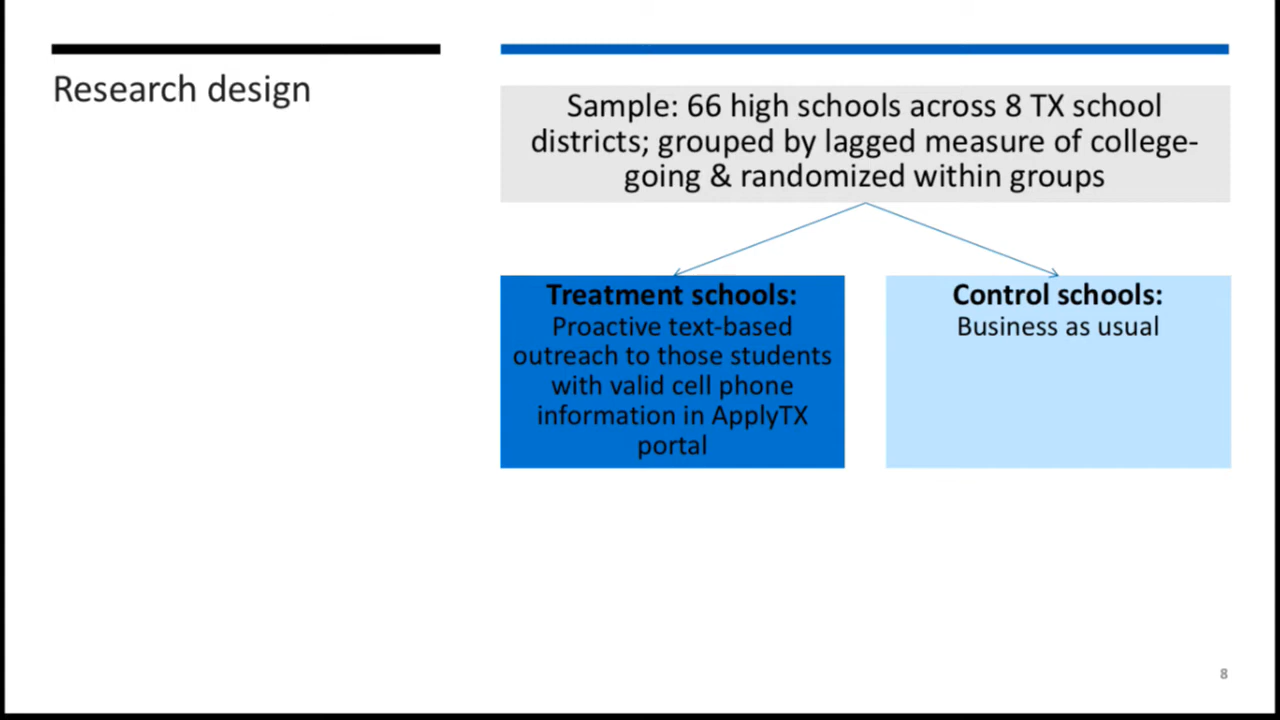 Research design
Sample: 66 high schools across 8 TX school
districts; grouped by lagged measure of college-
going & randomized within groups
Treatment schools:
Proactive text-based
outreach to those students
with valid cell phone
information in ApplyTX
portal
Control schools:
Business as usual
8